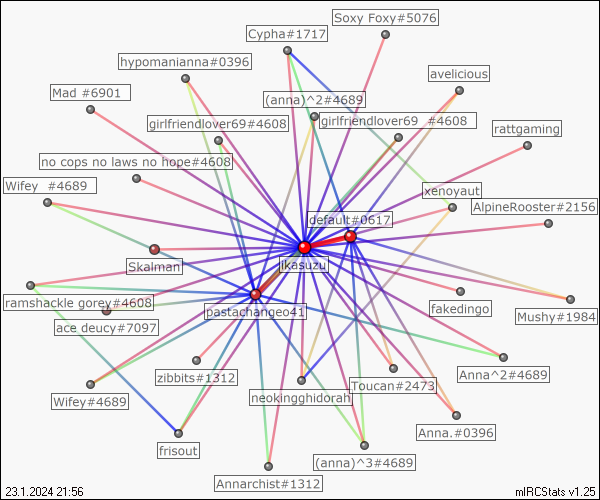 Soxy Foxy#5076
Cypha#1717
hypomanianna#0396
avelicious
Mad #6901
(anna)^2#4689
girlfriendlover69#4608
girlfriendlover69 #4608
rattgaming
no cops no laws no hope#4608
Wifey #4689
xenoyaut
AlpineRooster#2156
default#0617
Skalman
ikasuzu
ramshackle gorey#4608
pastachangeo41
fakedingo
Mushy#1984
ace deucy#7097
zibbits#1312
Anna^2#4689
Toucan#2473
Wifey#4689
neokingghidorah
Anna.#0396
frisout
(anna)^3#4689
Annarchist#1312
23.1.2024 21:56
mIRCStats v1.25